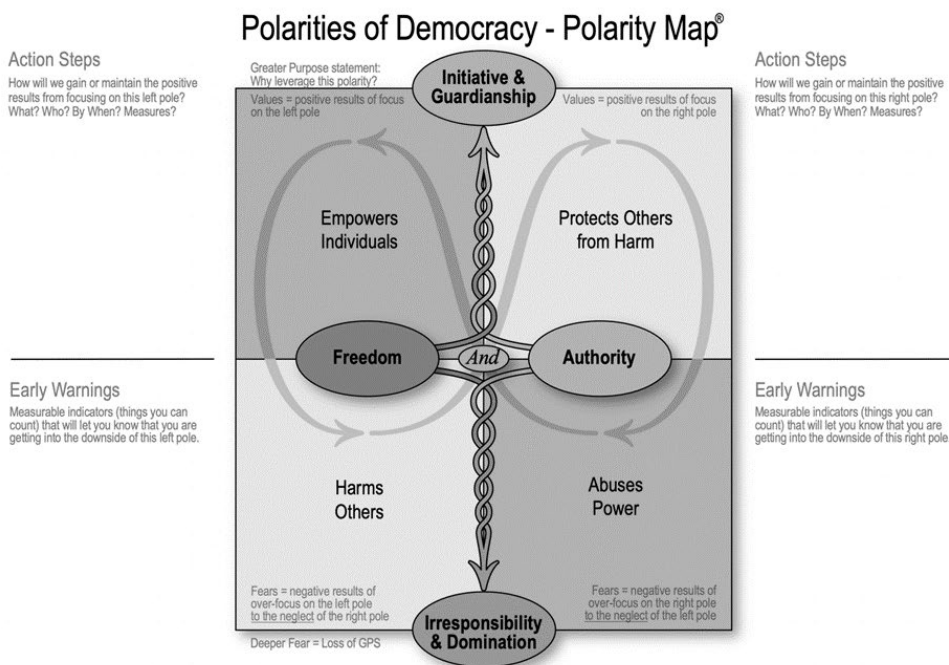 Polarities of Democracy - Polarity Map®
Action Steps
How will we gain or maintain the positive
results from focusing on this left pole?
What? Who? By When? Measures?
Greater Purpose statement:
Why leverage this polarity?
Initiative &
Guardianship
Values = positive results of focus
on the left pole
Values = positive results of focus
on the right pole
Action Steps
How will we gain or maintain the positive
results from focusing on this right pole?
What? Who? By When? Measures?
Empowers
Individuals
Protects Others
from Harm
Freedom
And
Authority
Early Warnings
Measurable indicators (things you can
count) that will let you know that you are
getting into the downside of this left pole.
Early Warnings
Measurable indicators (things you can
count) that will let you know that you are
getting into the downside of this right pole.
Harms
Others
Abuses
Power
Fears = negative results of
over-focus on the left pole
to the neglect of the right pole
Fears = negative results of
over-focus on the right pole
to the neglect of the left pole
Irresponsibility
& Domination
Deeper Fear = Loss of GPS